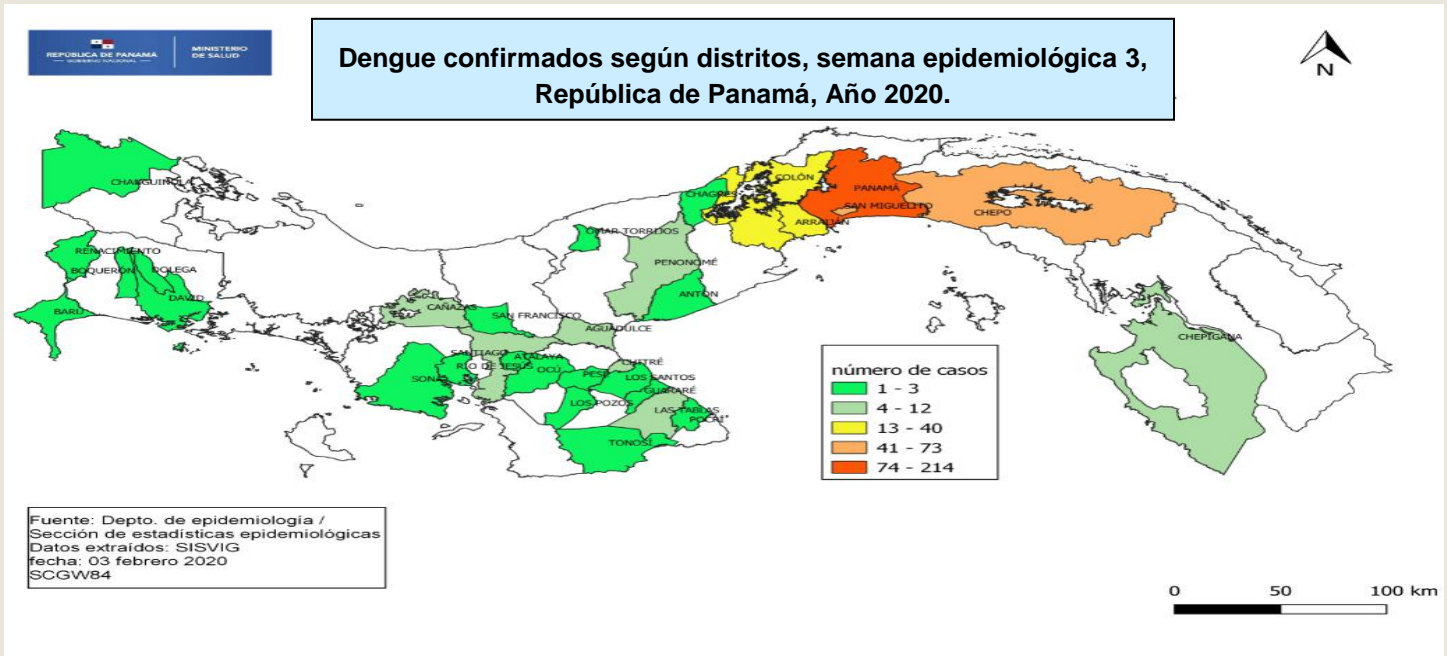 REPÚBLICA DE PANAMÁ
— GOBIERNO NACIONAL —
MINISTERIO
DE SALUD
Dengue confirmados según distritos, semana epidemiológica 3,
República de Panamá, Año 2020.
N
CHANGUINOLA
RENACIMIENTO
BOQUERÓN
DOLEGA
DAVID
BARÚ
CAÑAZAS
SAN FRANCISCO
SANTIAGO
ATALAYA
RIO DE JESÚS
SONÁ
OCÚ
PESÉ
CHITRÉ
LOS SANTOS
GUARARÉ
LOS POZOS
LAS TABLAS
POCRÍ
TONOSÍ
AGUADULCE
ANTÓN
PENONOMÉ
OMAR TORRIJOS
CHAGRES
COLÓN
ARRAIJÁN
PANAMÁ
SAN MIGUELITO
CHEPO
CHEPIGANA
número de casos
1 - 3
4 - 12
13 - 40
41 - 73
74 - 214
Fuente: Depto. de epidemiología /
Sección de estadísticas epidemiológicas
Datos extraídos: SISVIG
fecha: 03 febrero 2020
SCGW84
0 50 100 km